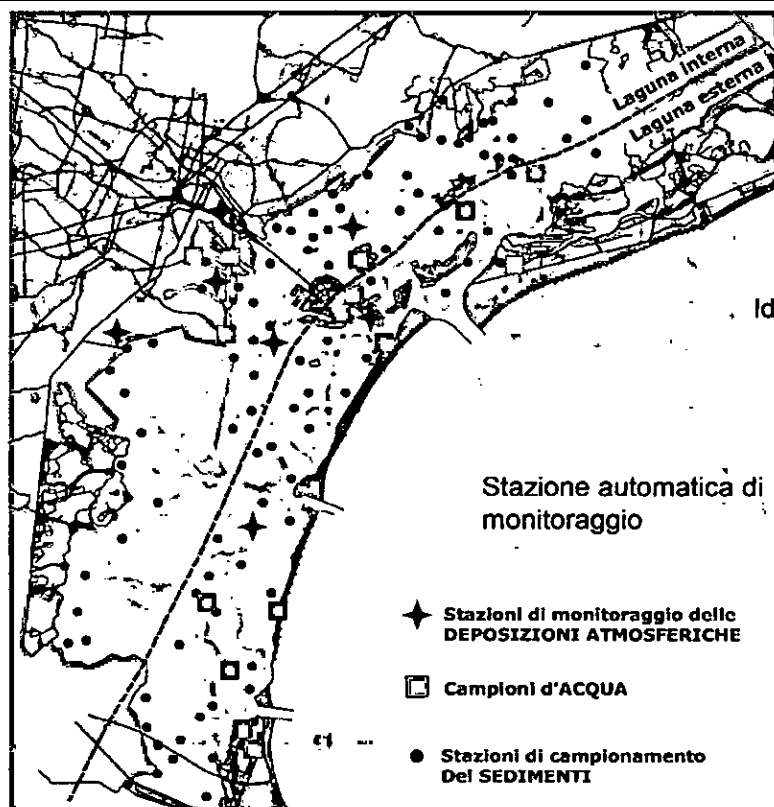 Laguna interna
Laguna esterna
Id
Stazione automatica di
monitoraggio
Stazioni di monitoraggio delle
DEPOSIZIONI ATMOSFERICHE
Campioni d'ACQUA
Stazioni di campionamento
Dei SEDIMENTI